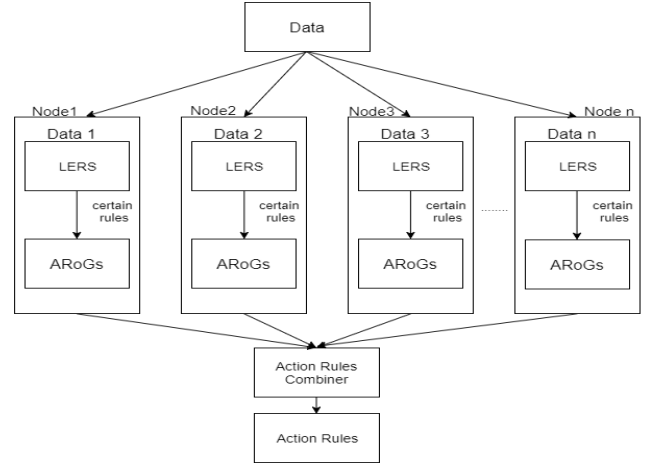 Data
Node1
Node2
Node3
Node n
Data 1
Data 2
Data 3
Data n
LERS
LERS
LERS
LERS
certain
rules
certain
rules
certain
rules
certain
rules
........
ARoGs
ARoGs
ARoGs
ARoGs
Action Rules
Combiner
Action Rules